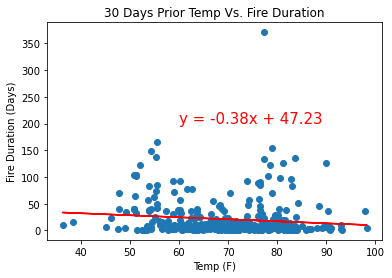 30 Days Prior Temp Vs. Fire Duration
350
300
250
200
150
100
50
0
Fire Duration (Days)
y = -0.38x + 47.23
40 50 60 70 80 90 100
Temp (F)